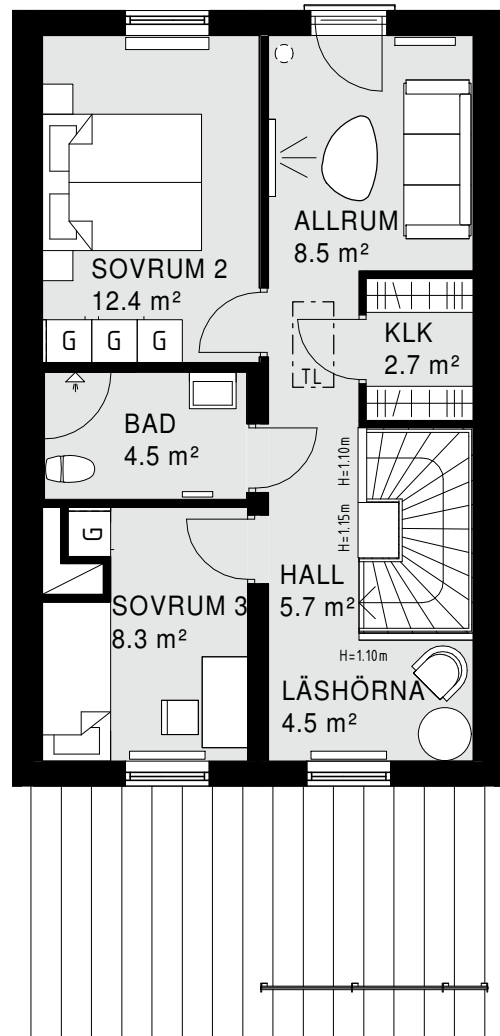 ALLRUM
8.5 m²
SOVRUM 2
12.4 m²
G G G
TL
KLK
2.7 m²
BAD
4.5 m²
H=1.10m
H=1.15m
G
HALL
5.7 m²
SOVRUM 3
8.3 m²
H=1.10m
LÄSHÖRNA
4.5 m²